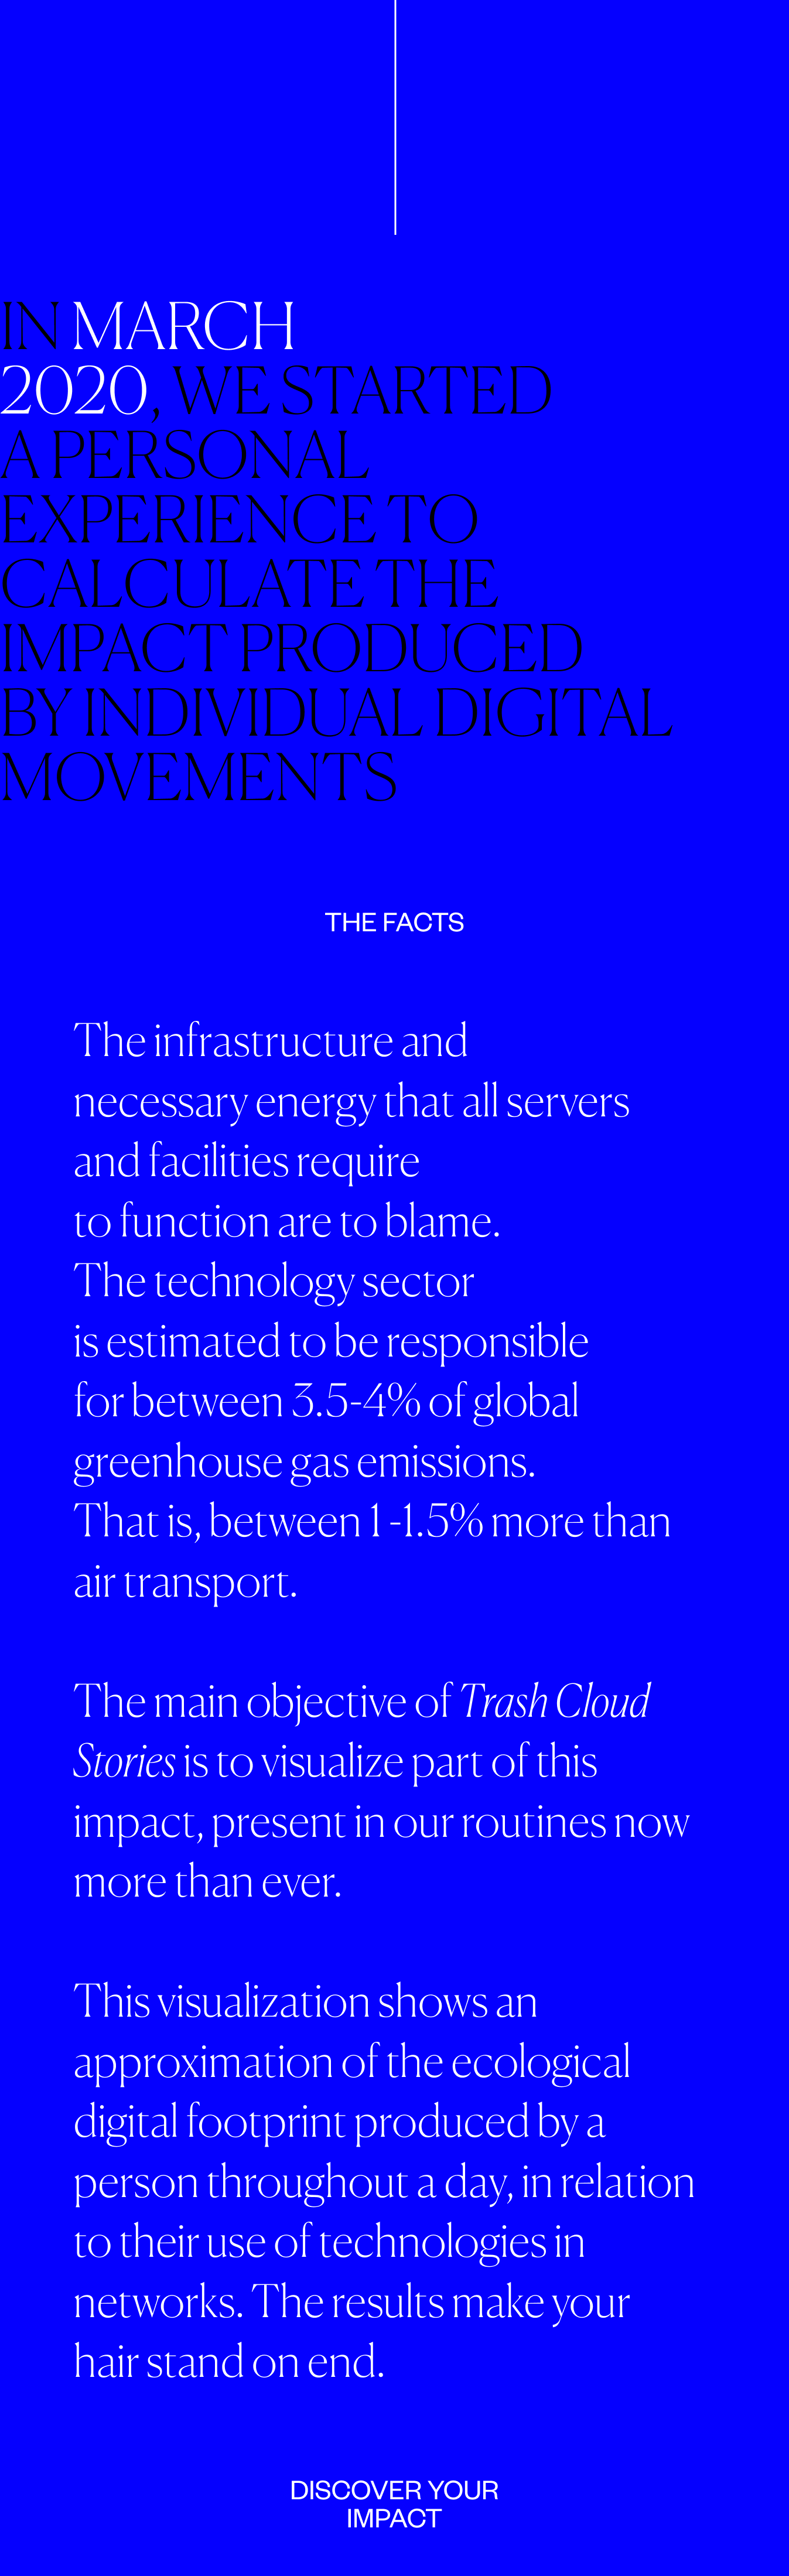 IN MARCH
2020, WE STARTED
A PERSONAL
EXPERIENCE TO
CALCULATE THE
IMPACT PRODUCED
BY INDIVIDUAL DIGITAL
MOVEMENTS
THE FACTS
The infrastructure and
necessary energy that all servers
and facilities require
to function are to blame.
The technology sector
is estimated to be responsible
for between 3.5-4% of global
greenhouse gas emissions.
That is, between 1 -1.5% more than
air transport.
The main objective of Trash Cloud
Stories is to visualize part of this
impact, present in our routines now
more than ever.
This visualization shows an
approximation of the ecological
digital footprint produced by a
person throughout a day, in relation
to their use of technologies in
networks. The results make your
hair stand on end.
DISCOVER YOUR
IMPACT